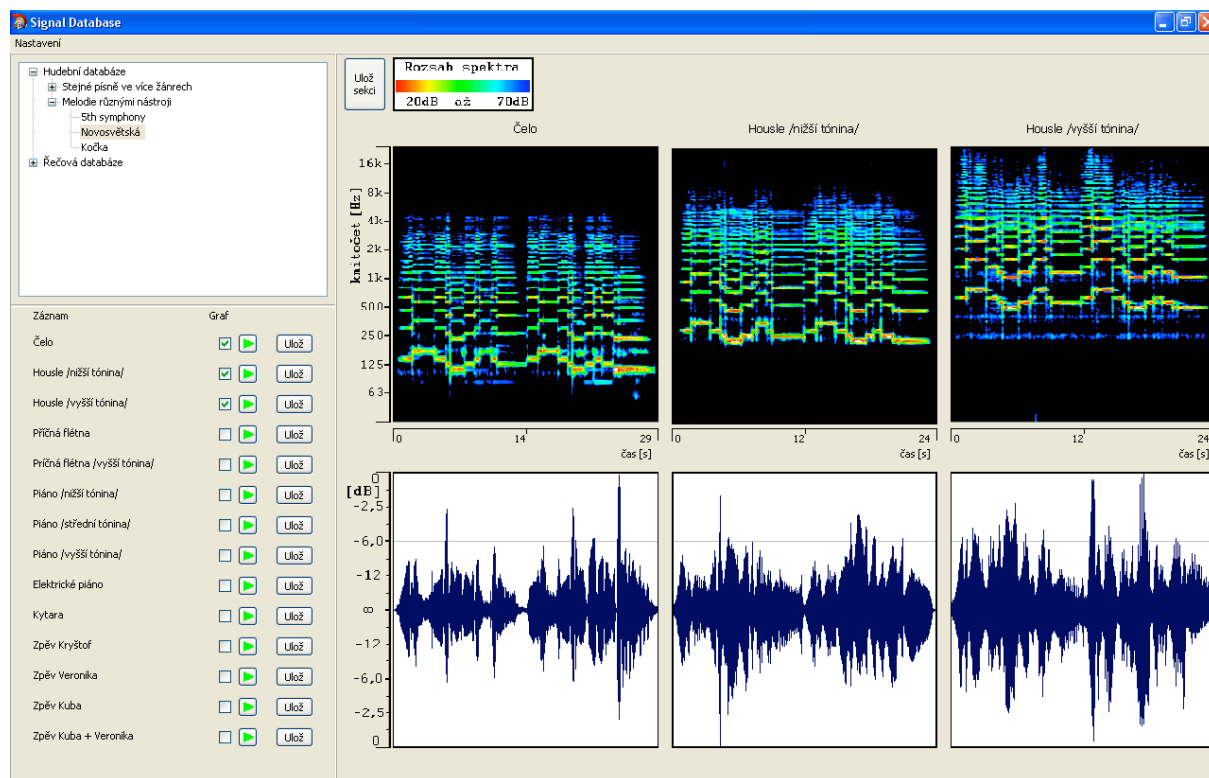 Signal Database
Nastavení
Hudební databáze
Stejné písně ve více žánrech
Melodie různými nástroji
5th symphony
Novosvětská
Kočka
Řečová databáze
Záznam Graf
Čelo Ulož
Housle /nižší tónina/ Ulož
Housle /vyšší tónina/ Ulož
Příčná flétna Ulož
Príčná flétna /vyšší tónina/ Ulož
Piáno /nižší tónina/ Ulož
Piáno /střední tónina/ Ulož
Piáno /vyšší tónina/ Ulož
Elektrické piáno Ulož
Kytara Ulož
Zpěv Kryštof Ulož
Zpěv Veronika Ulož
Zpěv Kuba Ulož
Zpěv Kuba + Veronika Ulož
Ulož
sekci
Rozsah spektra
20dB až 70dB
Čelo Housle /nižší tónina/ Housle /vyšší tónina/
kmitočet [Hz]
16k
8k
4k
2k
1k
500
250
125
63
0 14 29 0 12 24 0 12 24
čas [s] čas [s] čas [s]
0
[dB]
-2,5
-6,0
-12
∞
-12
-6,0
-2,5
0